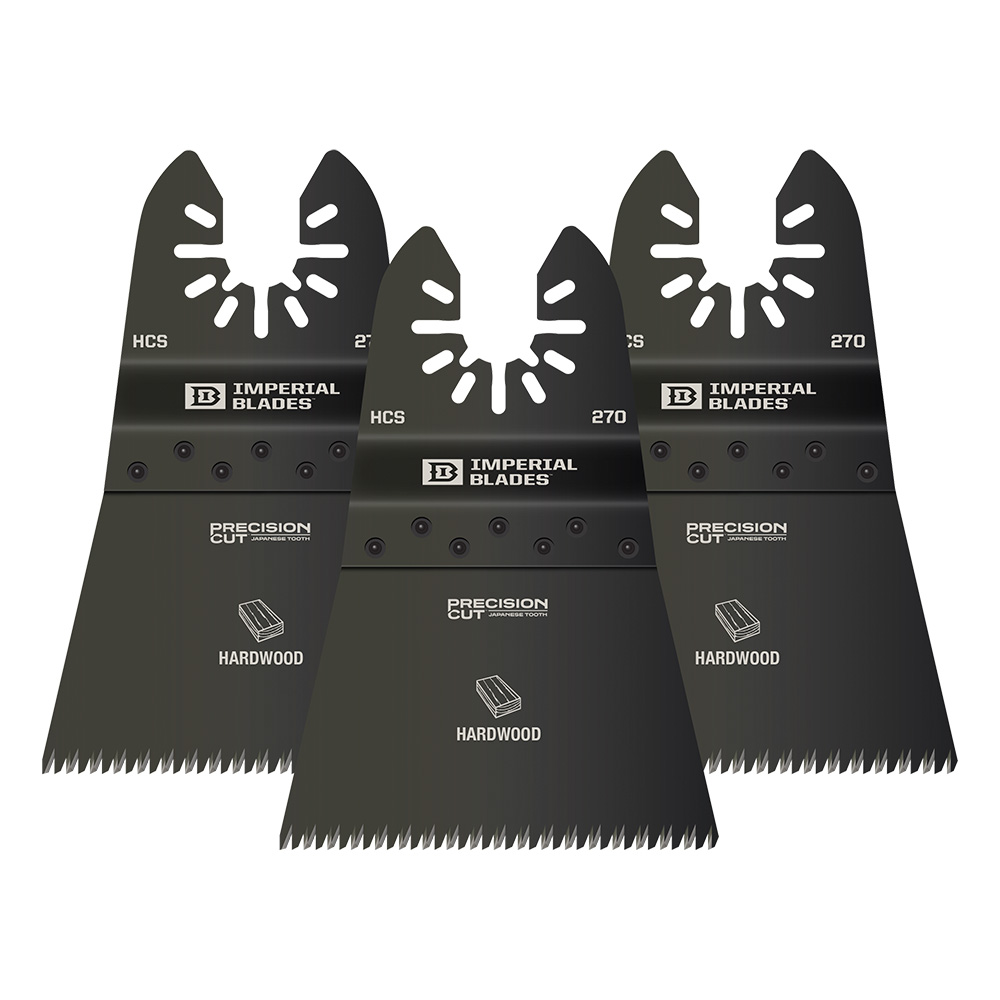 HCS
IMPERIAL
BLADES
PRECISION
CUT JAPANESE TOOTH
HARDWOOD
HCS 270
IMPERIAL
BLADES
PRECISION
CUT JAPANESE TOOTH
HARDWOOD
270
IMPERIAL
BLADES
PRECISION
CUT JAPANESE TOOTH
HARDWOOD